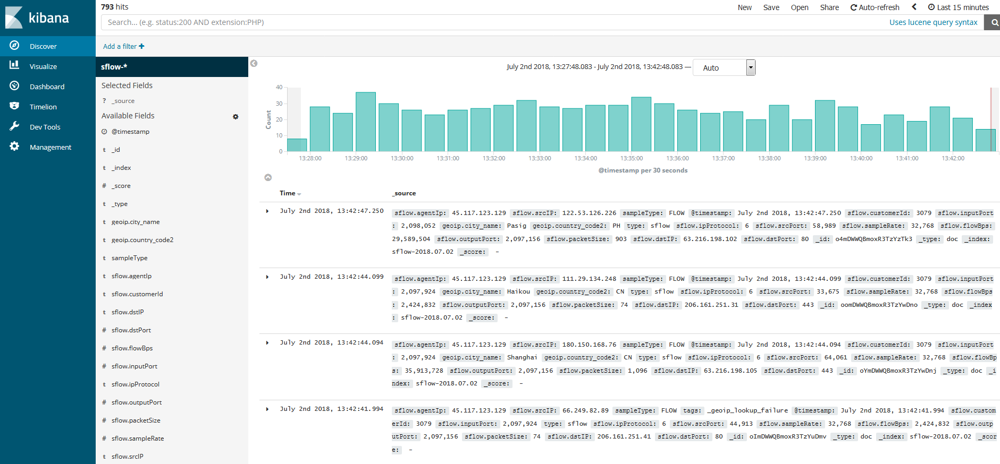 kibana
Discover
Visualize
Dashboard
Timelion
Dev Tools
Management
793 hits
New Save Open Share Auto-refresh Last 15 minutes
Search... (e.g. status:200 AND extension:PHP) Uses lucene query syntax
Add a filter
sflow-*
Selected Fields
? _source
Available Fields
@timestamp
t _id
t _index
# _score
t _type
t geoip.city_name
t geoip.country_code2
t sampleType
t sflow.agentIp
t sflow.customerId
t sflow.dstIP
# sflow.dstPort
# sflow.flowBps
# sflow.inputPort
t sflow.ipProtocol
# sflow.outputPort
# sflow.packetSize
# sflow.sampleRate
t sflow.srcIP
July 2nd 2018, 13:27:48.083 - July 2nd 2018, 13:42:48.083 — Auto
Count
40
30
20
10
0
13:28:00 13:29:00 13:30:00 13:31:00 13:32:00 13:33:00 13:34:00 13:35:00 13:36:00 13:37:00 13:38:00 13:39:00 13:40:00 13:41:00 13:42:00
@timestamp per 30 seconds
Time _source
July 2nd 2018, 13:42:47.250 sflow.agentIp: 45.117.123.129 sflow.srcIP: 122.53.126.226 sampleType: FLOW @timestamp: July 2nd 2018, 13:42:47.250 sflow.customerId: 3079 sflow.inputPort
: 2,098,052 geoip.city_name: Pasig geoip.country_code2: PH type: sflow sflow.ipProtocol: 6 sflow.srcPort: 58,989 sflow.sampleRate: 32,768 sflow.flowBps:
29,589,504 sflow.outputPort: 2,097,156 sflow.packetSize: 903 sflow.dstIP: 63.216.198.102 sflow.dstPort: 80 _id: o4mDWWQBmoxR3TzYzTk3 _type: doc _index:
sflow-2018.07.02 _score: -
July 2nd 2018, 13:42:44.099 sflow.agentIp: 45.117.123.129 sflow.srcIP: 111.29.134.248 sampleType: FLOW @timestamp: July 2nd 2018, 13:42:44.099 sflow.customerId: 3079 sflow.inputPort
: 2,097,924 geoip.city_name: Haikou geoip.country_code2: CN type: sflow sflow.ipProtocol: 6 sflow.srcPort: 33,675 sflow.sampleRate: 32,768 sflow.flowBps
: 2,424,832 sflow.outputPort: 2,097,156 sflow.packetSize: 74 sflow.dstIP: 206.161.251.31 sflow.dstPort: 443 _id: oomDWWQBmoxR3TzYwDno _type: doc _index
: sflow-2018.07.02 _score: -
July 2nd 2018, 13:42:44.094 sflow.agentIp: 45.117.123.129 sflow.srcIP: 180.150.168.76 sampleType: FLOW @timestamp: July 2nd 2018, 13:42:44.094 sflow.customerId: 3079 sflow.inputPort
: 2,097,924 geoip.city_name: Shanghai geoip.country_code2: CN type: sflow sflow.ipProtocol: 6 sflow.srcPort: 64,061 sflow.sampleRate: 32,768 sflow.flowBp
s: 35,913,728 sflow.outputPort: 2,097,156 sflow.packetSize: 1,096 sflow.dstIP: 63.216.198.105 sflow.dstPort: 443 _id: oYmDWWQBmoxR3TzYwDnj _type: doc _i
ndex: sflow-2018.07.02 _score: -
July 2nd 2018, 13:42:41.994 sflow.agentIp: 45.117.123.129 sflow.srcIP: 66.249.82.89 sampleType: FLOW tags: _geoip_lookup_failure @timestamp: July 2nd 2018, 13:42:41.994 sflow.custom
erId: 3079 sflow.inputPort: 2,097,924 type: sflow sflow.ipProtocol: 6 sflow.srcPort: 44,913 sflow.sampleRate: 32,768 sflow.flowBps: 2,424,832 sflow.outp
utPort: 2,097,156 sflow.packetSize: 74 sflow.dstIP: 206.161.251.41 sflow.dstPort: 80 _id: oImDWWQBmoxR3TzYuDmv _type: doc _index: sflow-2018.07.02 _scor
e: -